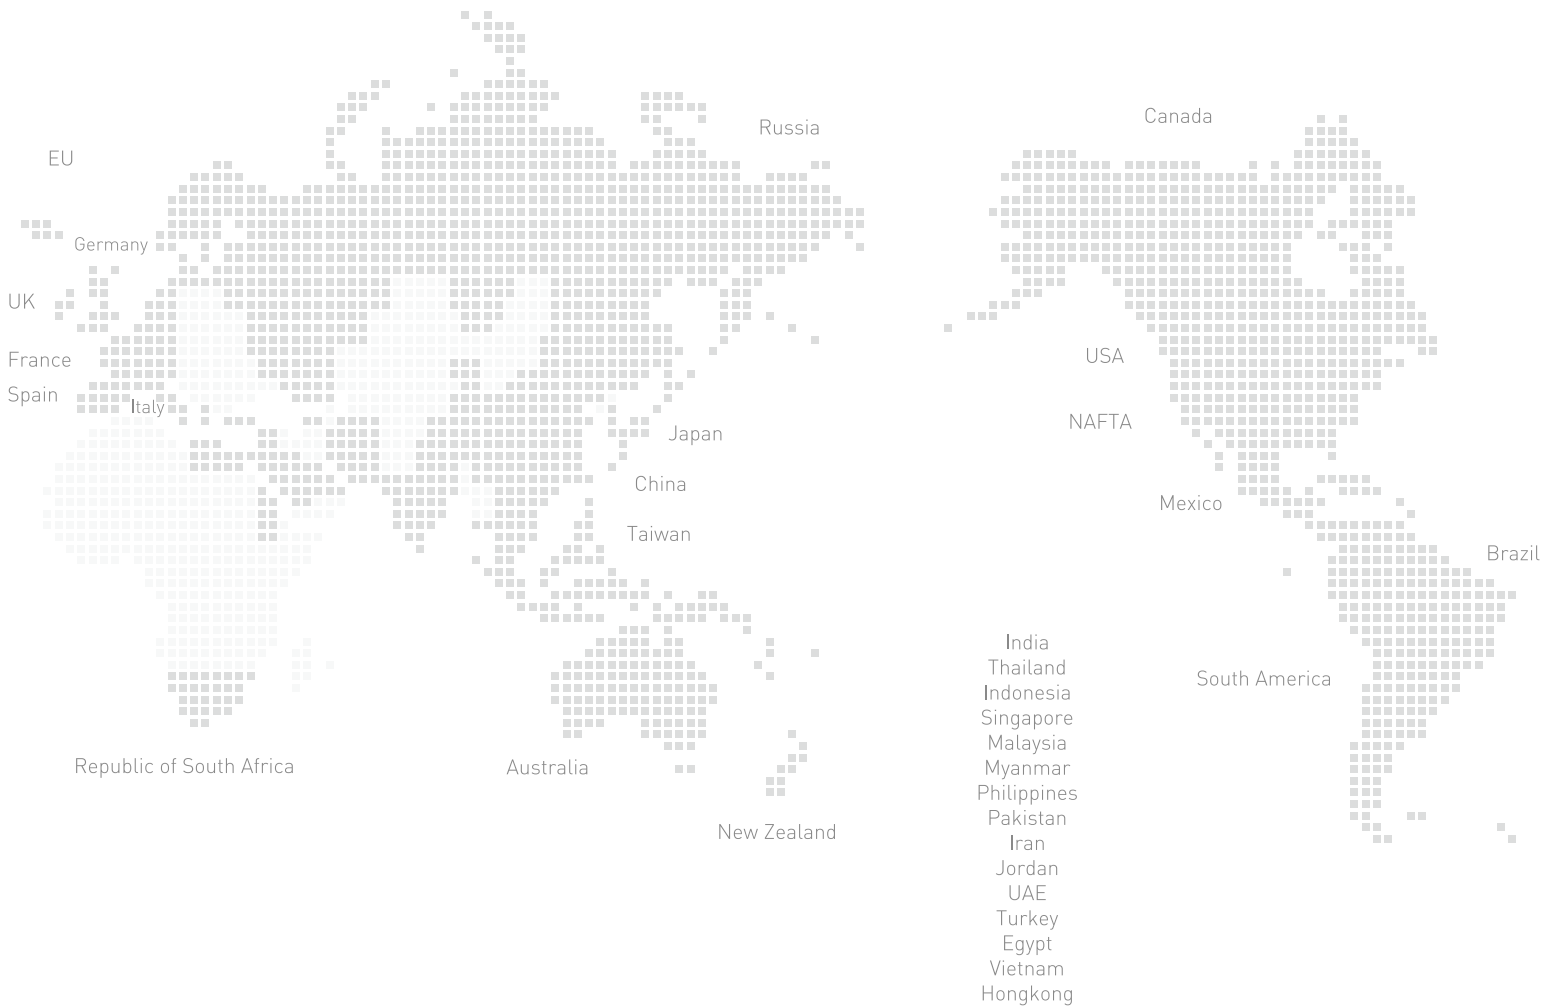 Canada
Russia
EU
Germany
UK
USA
France
Spain
Italy
NAFTA
Japan
China
Mexico
Taiwan
Brazil
India
Thailand
South America
Indonesia
Singapore
Malaysia
Republic of South Africa
Australia
Myanmar
Philippines
Pakistan
New Zealand
Iran
Jordan
UAE
Turkey
Egypt
Vietnam
Hongkong